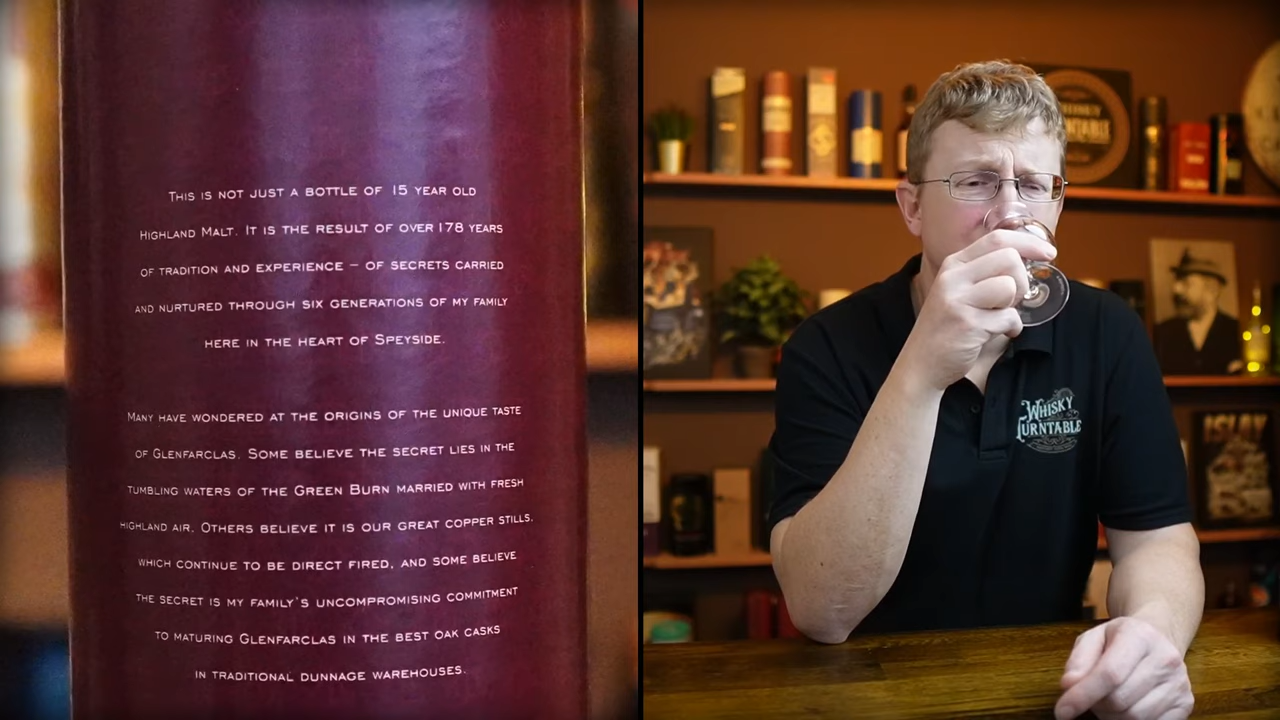 THIS IS NOT JUST A BOTTLE OF 15 YEAR OLD
HIGHLAND MALT. IT IS THE RESULT OF OVER 178 YEARS
OF TRADITION AND EXPERIENCE – OF SECRETS CARRIED
AND NURTURED THROUGH SIX GENERATIONS OF MY FAMILY
HERE IN THE HEART OF SPEYSIDE.
MANY HAVE WONDERED AT THE ORIGINS OF THE UNIQUE TASTE
OF GLENFARCLAS. SOME BELIEVE THE SECRET LIES IN THE
TUMBLING WATERS OF THE GREEN BURN MARRIED WITH FRESH
HIGHLAND AIR. OTHERS BELIEVE IT IS OUR GREAT COPPER STILLS,
WHICH CONTINUE TO BE DIRECT FIRED, AND SOME BELIEVE
THE SECRET IS MY FAMILY'S UNCOMPROMISING COMMITMENT
TO MATURING GLENFARCLAS IN THE BEST OAK CASKS
IN TRADITIONAL DUNNAGE WAREHOUSES.
WHISKY
TURNTABLE
ISLAY